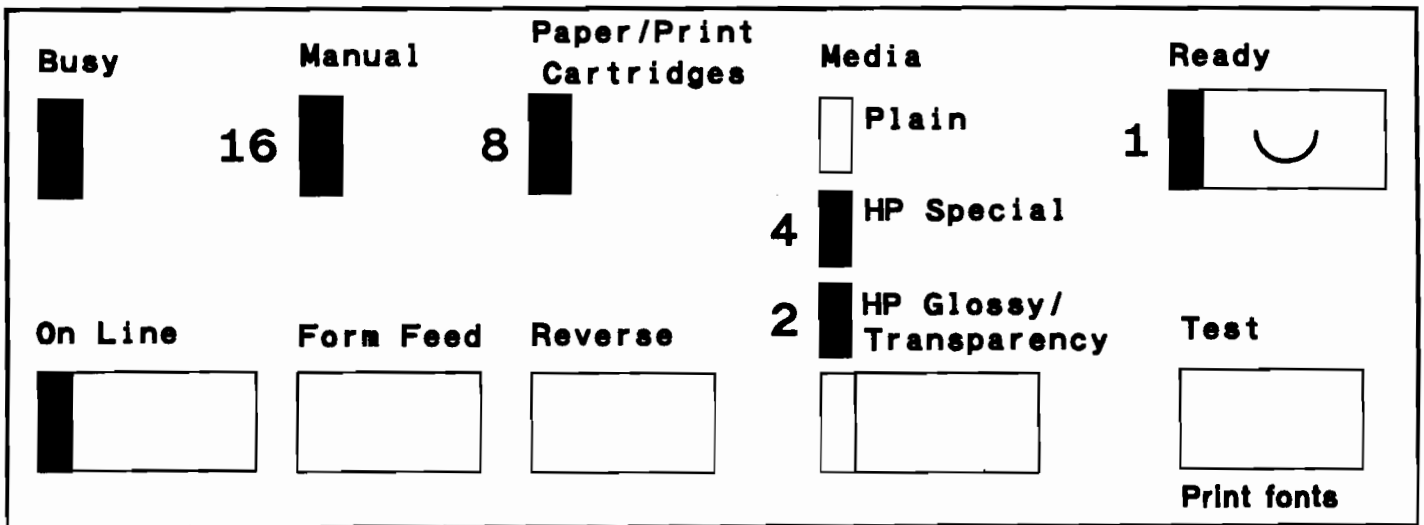 Busy
Manual
Paper/Print
Cartridges
Media
Ready
16
8
Plain
1
4
HP Special
2
HP Glossy/
Transparency
On Line
Form Feed
Reverse
Test
Print fonts